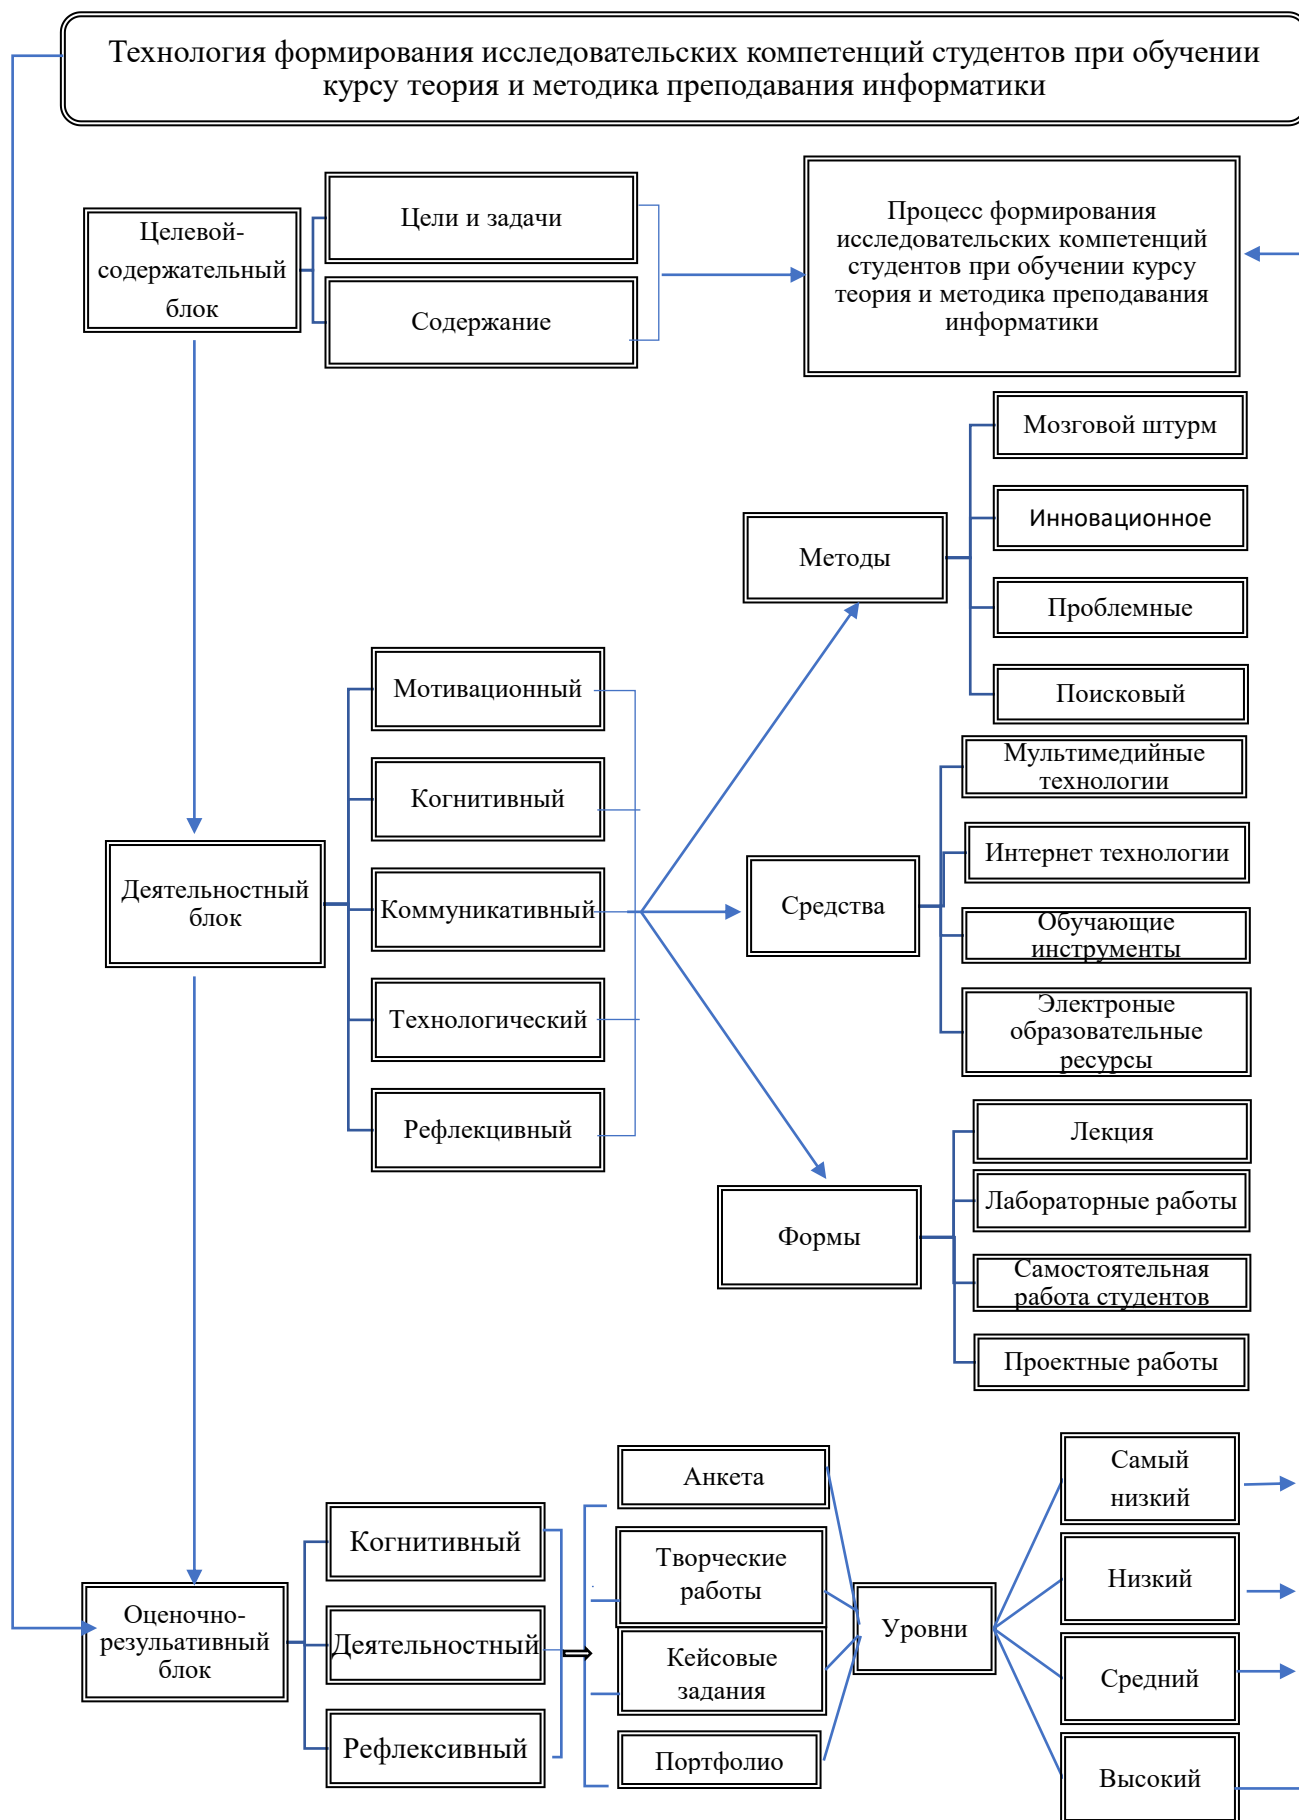 Технология формирования исследовательских компетенций студентов при обучении
курсу теория и методика преподавания информатики
Целевой-
содержательный
блок
Цели и задачи
Содержание
Процесс формирования
исследовательских компетенций
студентов при обучении курсу
теория и методика преподавания
информатики
Методы
Мозговой штурм
Инновационное
Проблемные
Поисковый
Деятельностный
блок
Мотивационный
Когнитивный
Коммуникативный
Технологический
Рефлекцивный
Средства
Мультимедийные
технологии
Интернет технологии
Обучающие
инструменты
Электроные
образовательные
ресурсы
Формы
Лекция
Лабораторные работы
Самостоятельная
работа студентов
Проектные работы
Оценочно-
резульативный
блок
Когнитивный
Деятельностный
Рефлексивный
Анкета
Творческие
работы
Кейсовые
задания
Портфолио
Уровни
Самый
низкий
Низкий
Средний
Высокий